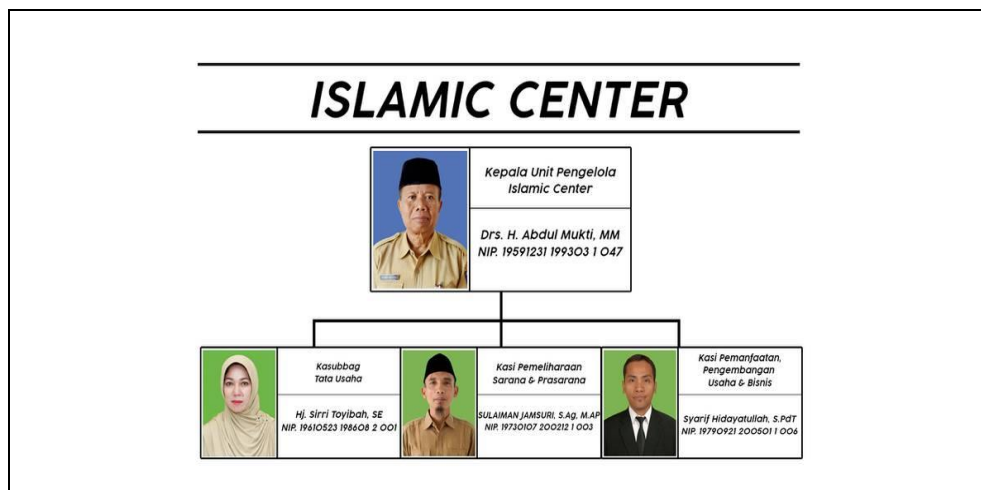 ISLAMIC CENTER
Kepala Unit Pengelola
Islamic Center
Drs. H. Abdul Mukti, MM
NIP. 19591231 199303 1 047
Kasubbag
Tata Usaha
Hj. Sirri Toyibah, SE
NIP. 19610523 198608 2 001
Kasi Pemeliharaan
Sarana & Prasarana
SULAIMAN JAMSURI, S.Ag, M.AP
NIP. 19730107 200212 1 003
Kasi Pemanfaatan,
Pengembangan
Usaha & Bisnis
Syarif Hidayatullah, S.PdT
NIP. 19790921 200501 1 006